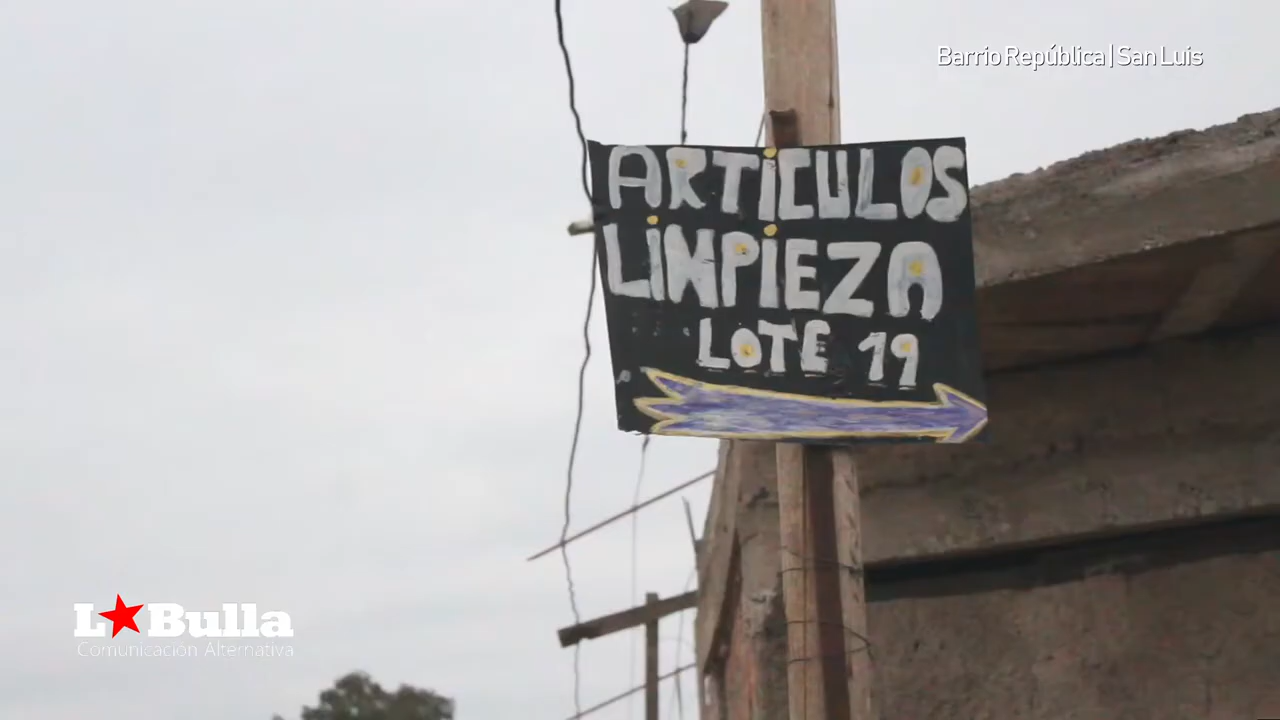 Barrio República | San Luis
ARTiCULOS
LiMPiEZA
LOTE 19
La Bulla
Comunicación Alternativa